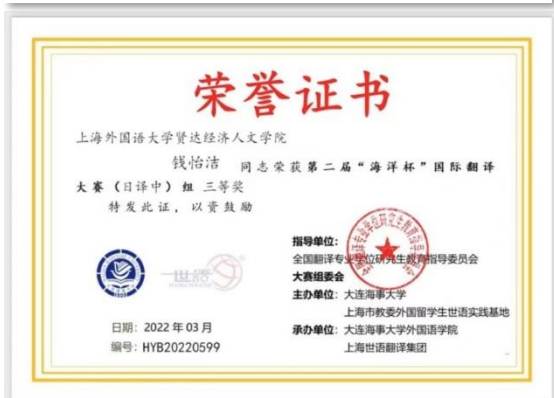 荣誉证书
上海外国语大学贤达经济人文学院
钱怡洁 同志荣获第二届“海洋杯”国际翻译
大赛（日译中）组 三等奖
特发此证，以资鼓励
指导单位：
全国翻译专业学位研究生教育指导委员会
大赛组委会
主办单位：大连海事大学
上海市教委外国留学生世语实践基地
承办单位：大连海事大学外国语学院
上海世语翻译集团
日期：2022 年 03 月
编号：HYB20220599